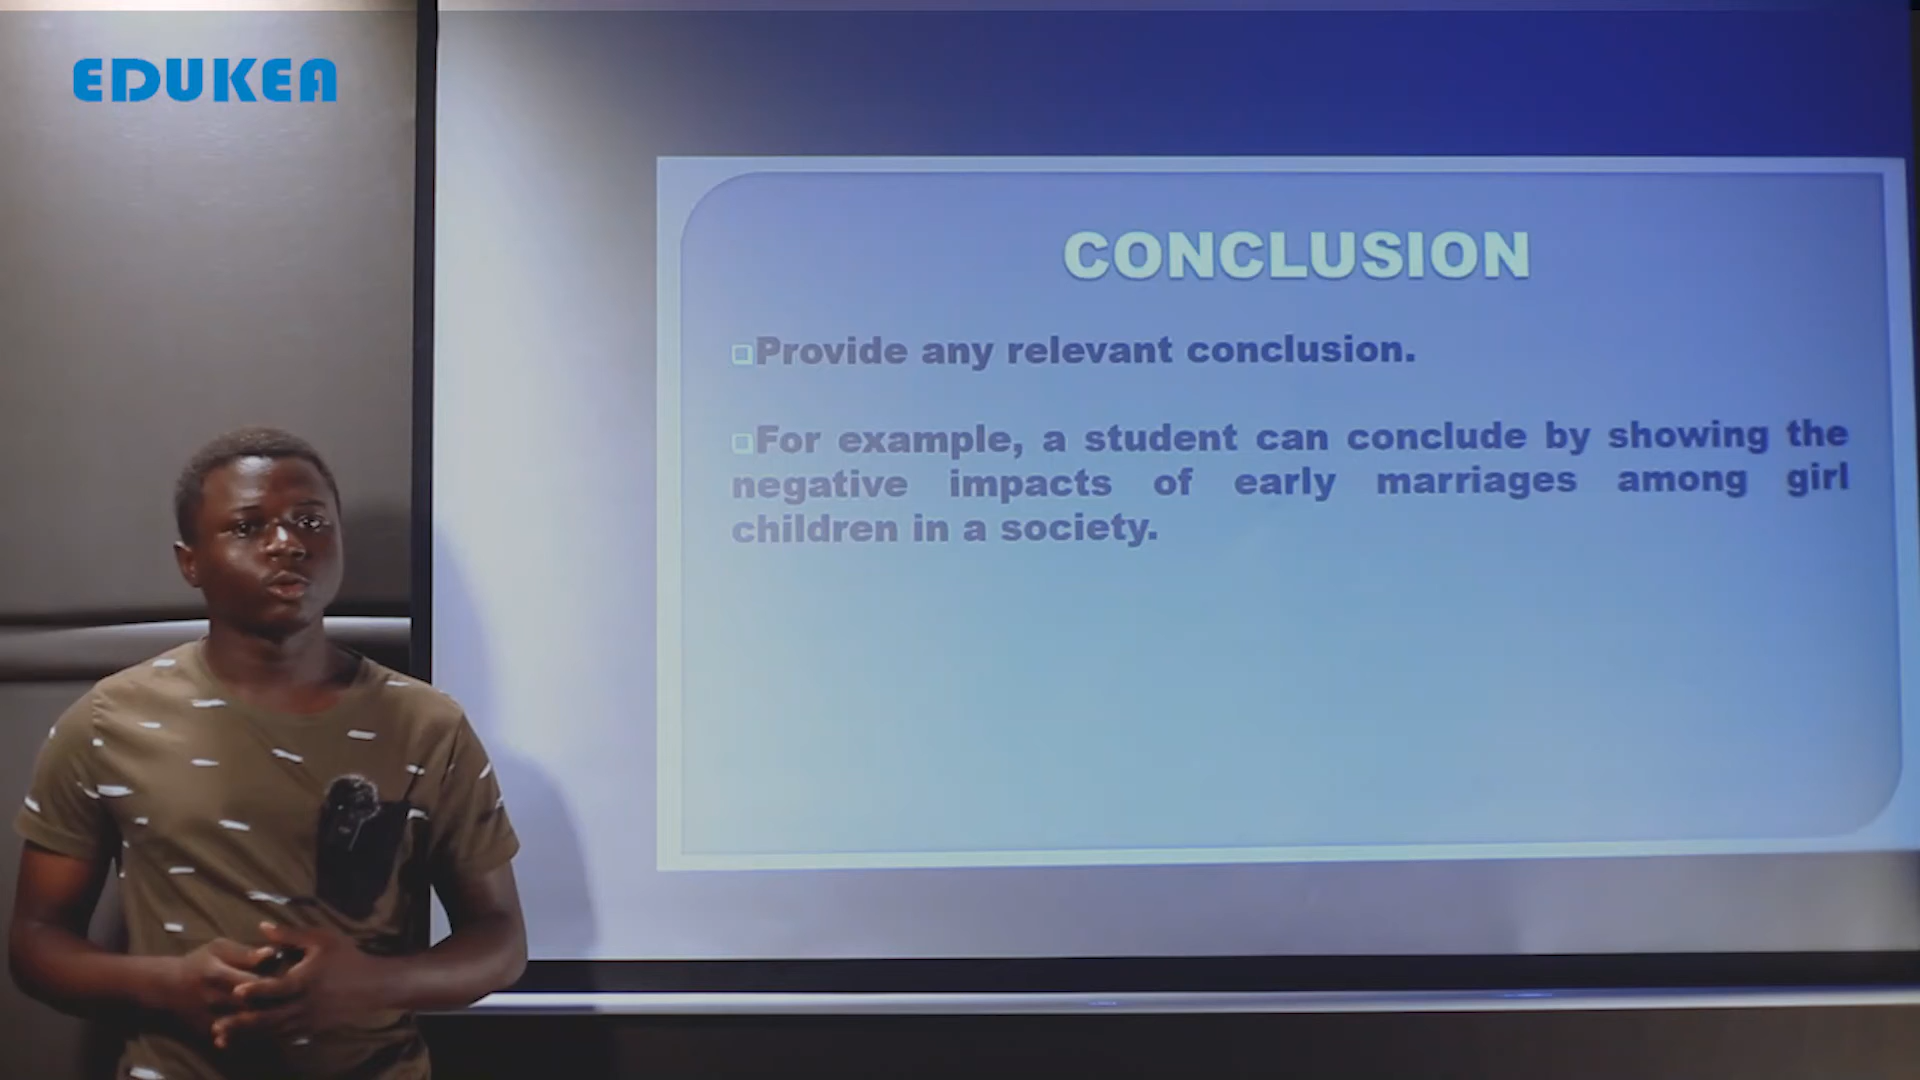 EDUKEA
CONCLUSION
Provide any relevant conclusion.
For example, a student can conclude by showing the
negative impacts of early marriages among girl
children in a society.